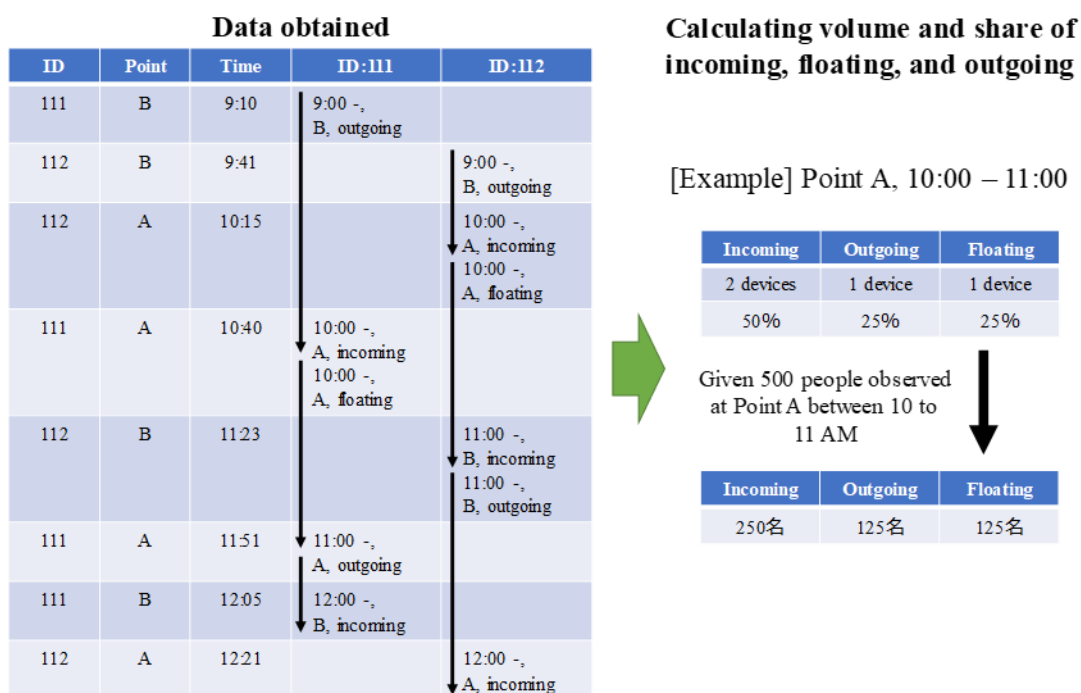 Data obtained
ID Point Time ID:111 ID:112
111 B 9:10 9:00 -,
B, outgoing
112 B 9:41 9:00 -,
B, outgoing
112 A 10:15 10:00 -,
A, incoming
10:00 -,
A, floating
111 A 10:40 10:00 -,
A, incoming
10:00 -,
A, floating
112 B 11:23 11:00 -,
B, incoming
11:00 -,
B, outgoing
111 A 11:51 11:00 -,
A, outgoing
111 B 12:05 12:00 -,
B, incoming
112 A 12:21 12:00 -,
A, incoming
Calculating volume and share of
incoming, floating, and outgoing
[Example] Point A, 10:00 – 11:00
Incoming Outgoing Floating
2 devices 1 device 1 device
50% 25% 25%
Given 500 people observed
at Point A between 10 to
11 AM
Incoming Outgoing Floating
250名 125名 125名